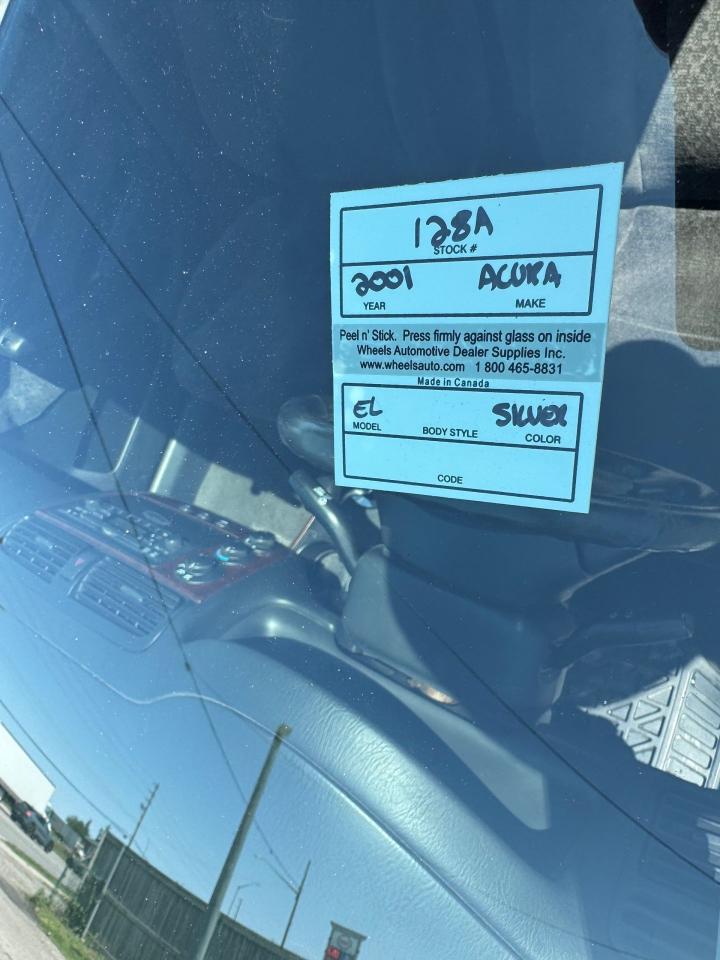 128A
STOCK #
2001 ACURA
YEAR MAKE
Peel n' Stick. Press firmly against glass on inside
Wheels Automotive Dealer Supplies Inc.
www.wheelsauto.com 1 800 465-8831
Made in Canada
EL SILVER
MODEL BODY STYLE COLOR
CODE